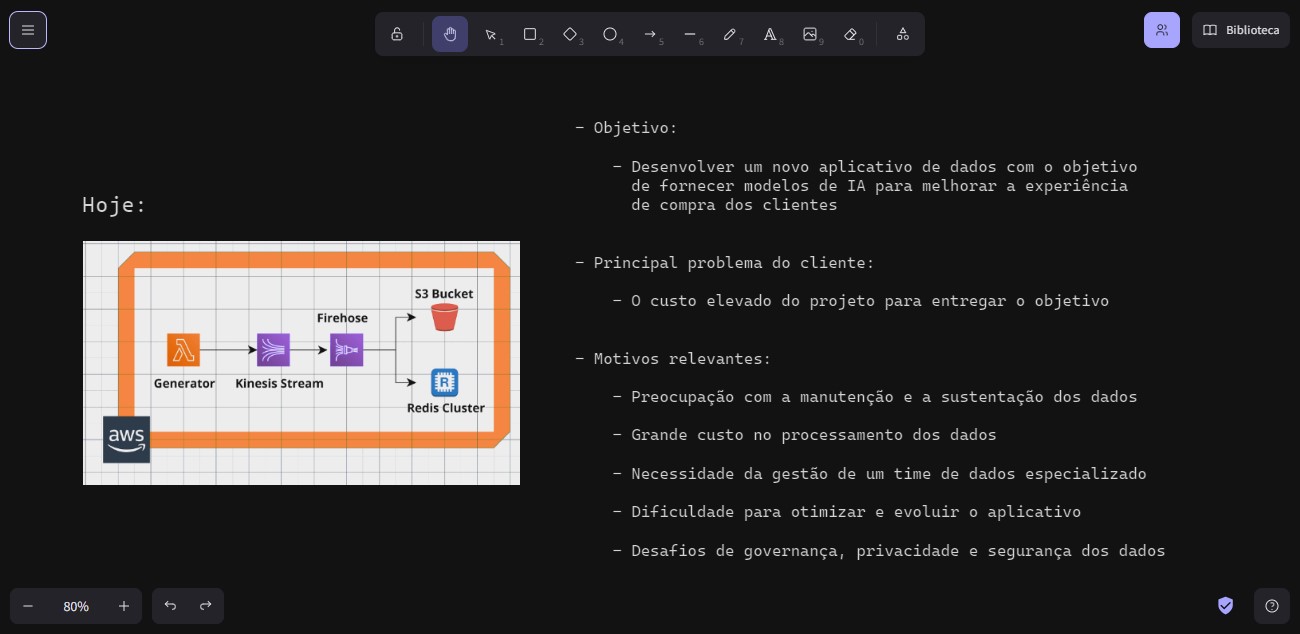 1
2
3
4
5
6
7
8
9
0
Biblioteca
Hoje:
S3 Bucket
Firehose
Generator
Kinesis Stream
R
Redis Cluster
aws
- Objetivo:
- Desenvolver um novo aplicativo de dados com o objetivo
de fornecer modelos de IA para melhorar a experiência
de compra dos clientes
- Principal problema do cliente:
- O custo elevado do projeto para entregar o objetivo
- Motivos relevantes:
- Preocupação com a manutenção e a sustentação dos dados
- Grande custo no processamento dos dados
- Necessidade da gestão de um time de dados especializado
- Dificuldade para otimizar e evoluir o aplicativo
- Desafios de governança, privacidade e segurança dos dados
80%